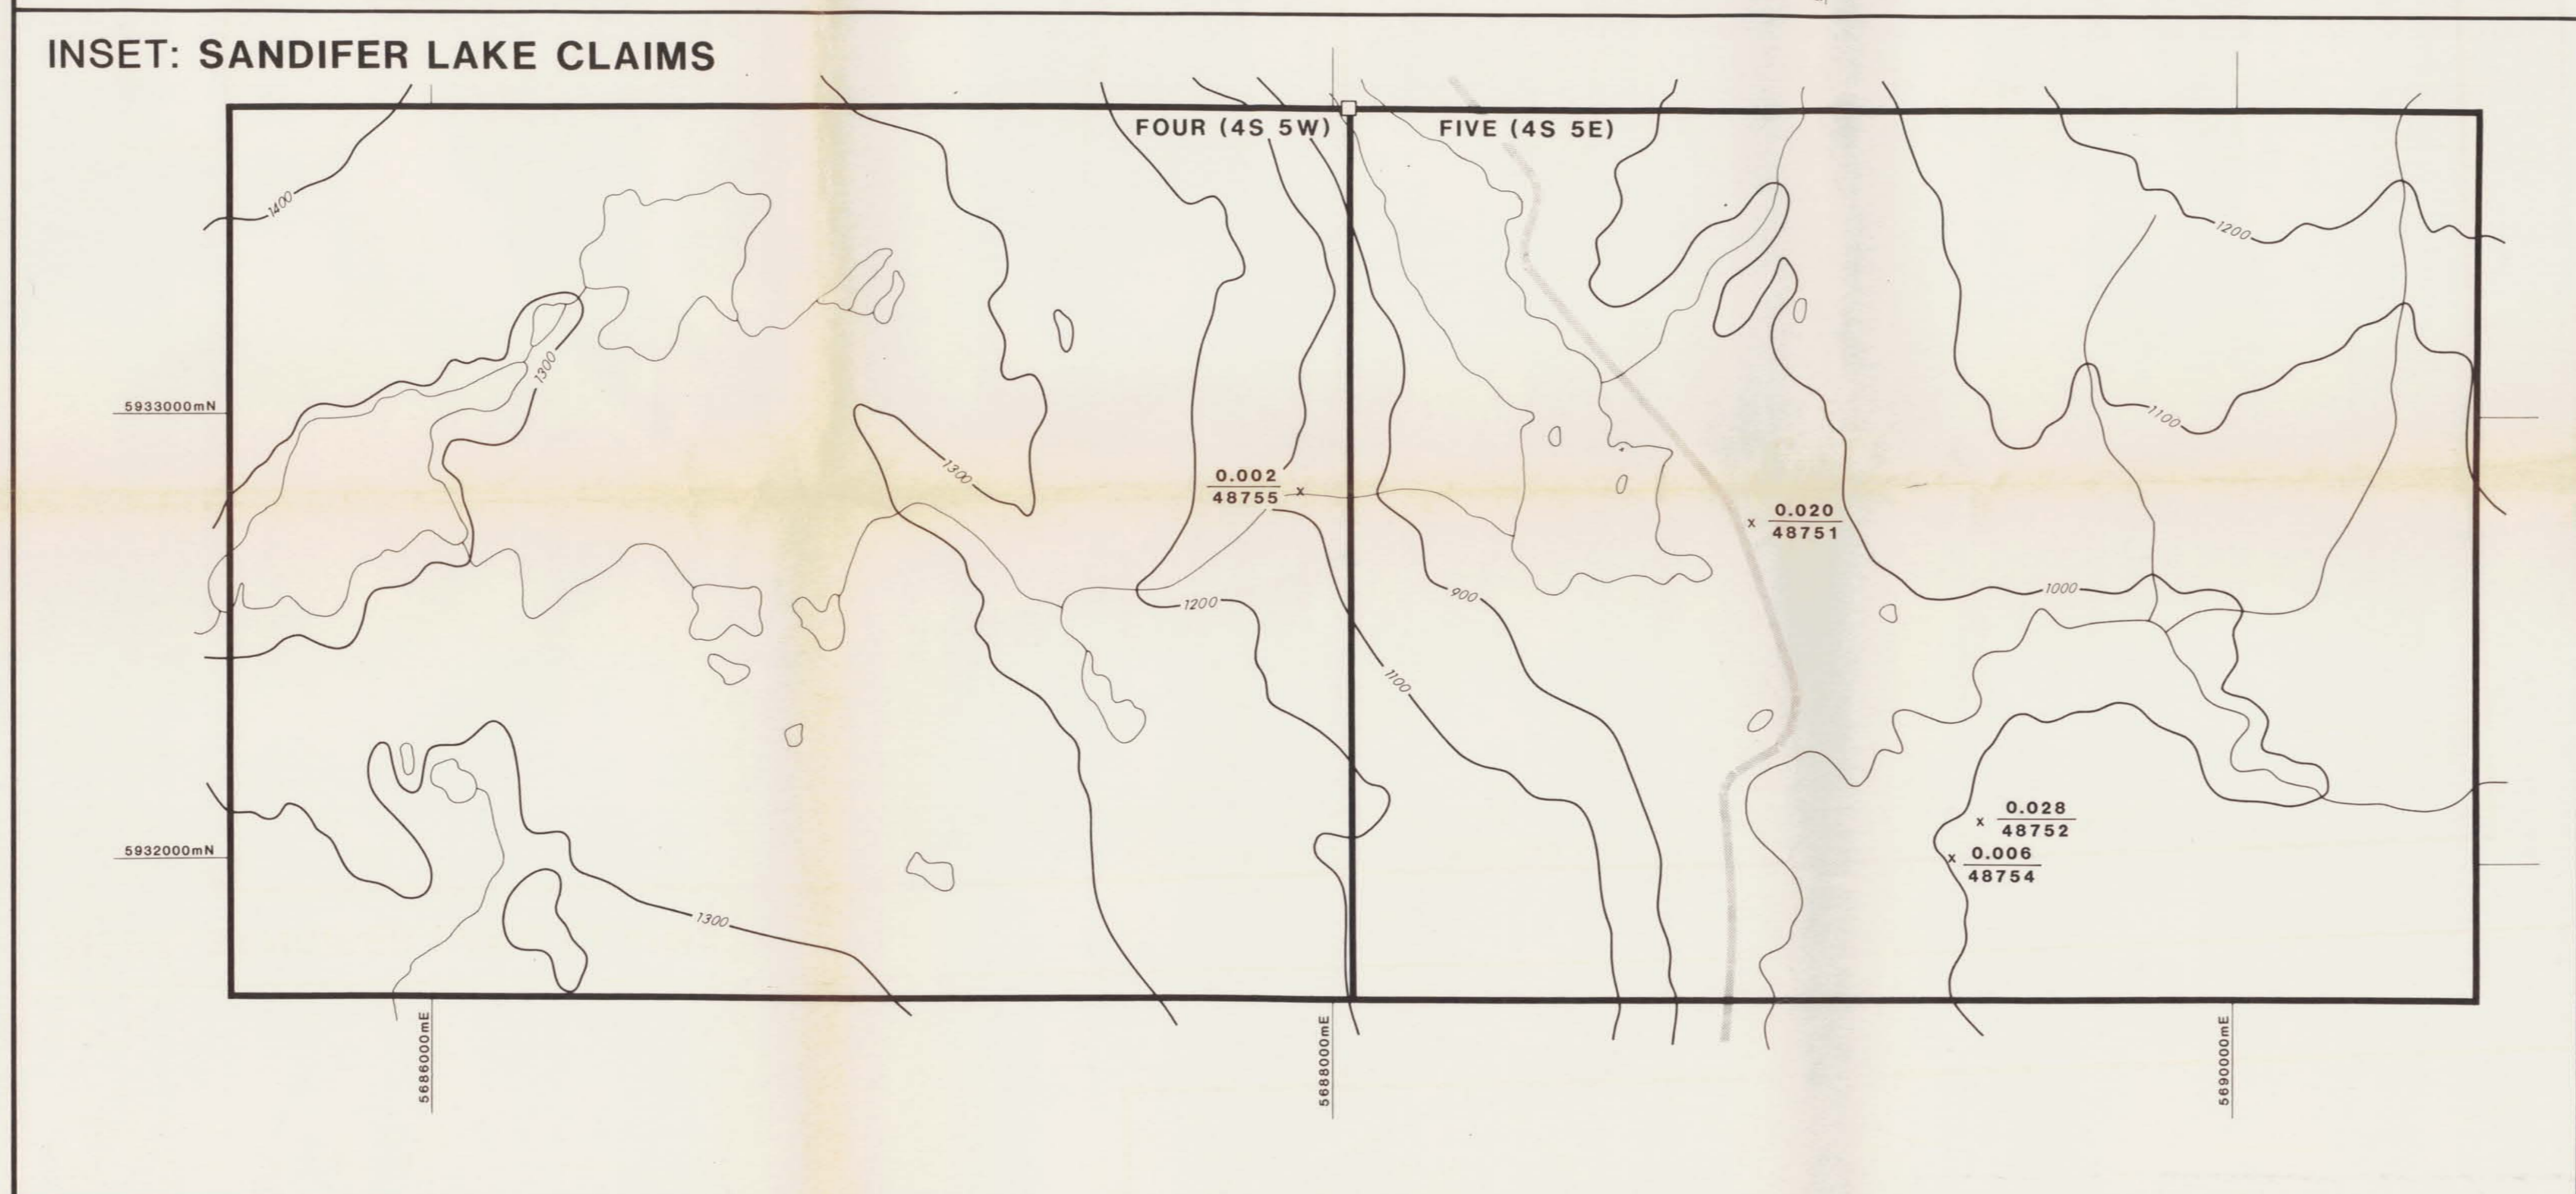 INSET: SANDIFER LAKE CLAIMS
FOUR (4S 5W)
FIVE (4S 5E)
1400
1200
1300
5933000mN
1100
1300
0.002
48755
0.020
48751
1000
900
1200
1100
0.028
48752
5932000mN
0.006
48754
1300
5686000mE
5688000mE
5690000mE